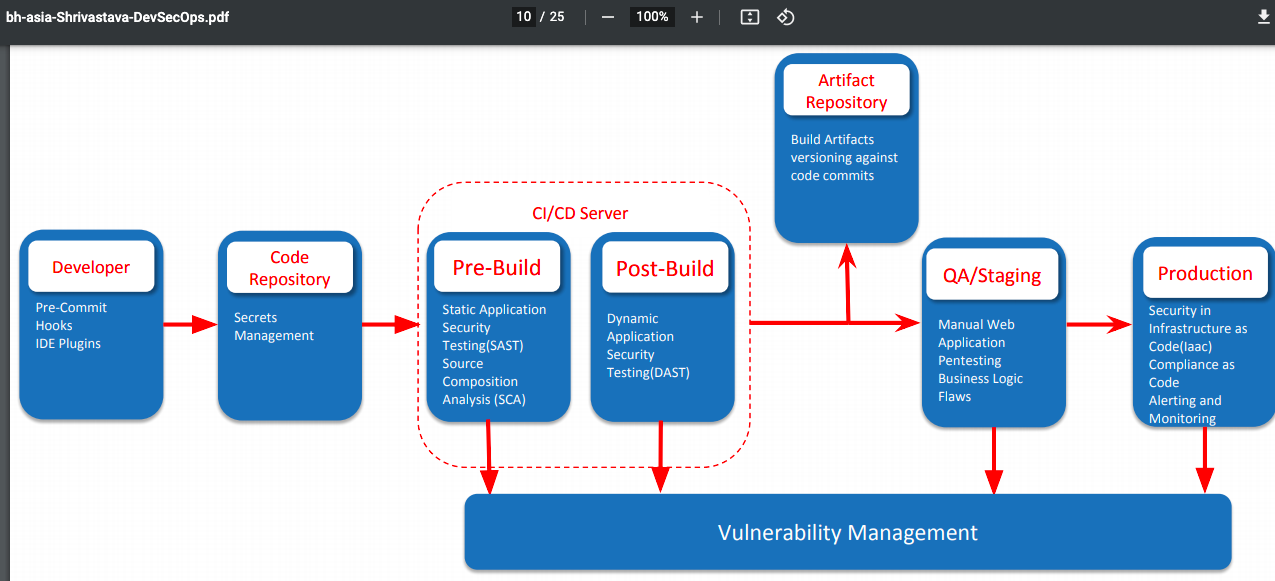 bh-asia-Shrivastava-DevSecOps.pdf
10 / 25
100%
Artifact
Repository
Build Artifacts
versioning against
code commits
CI/CD Server
Developer
Pre-Commit
Hooks
IDE Plugins
Code
Repository
Secrets
Management
Pre-Build
Static Application
Security
Testing(SAST)
Source
Composition
Analysis (SCA)
Post-Build
Dynamic
Application
Security
Testing(DAST)
QA/Staging
Manual Web
Application
Pentesting
Business Logic
Flaws
Production
Security in
Infrastructure as
Code(Iaac)
Compliance as
Code
Alerting and
Monitoring
Vulnerability Management